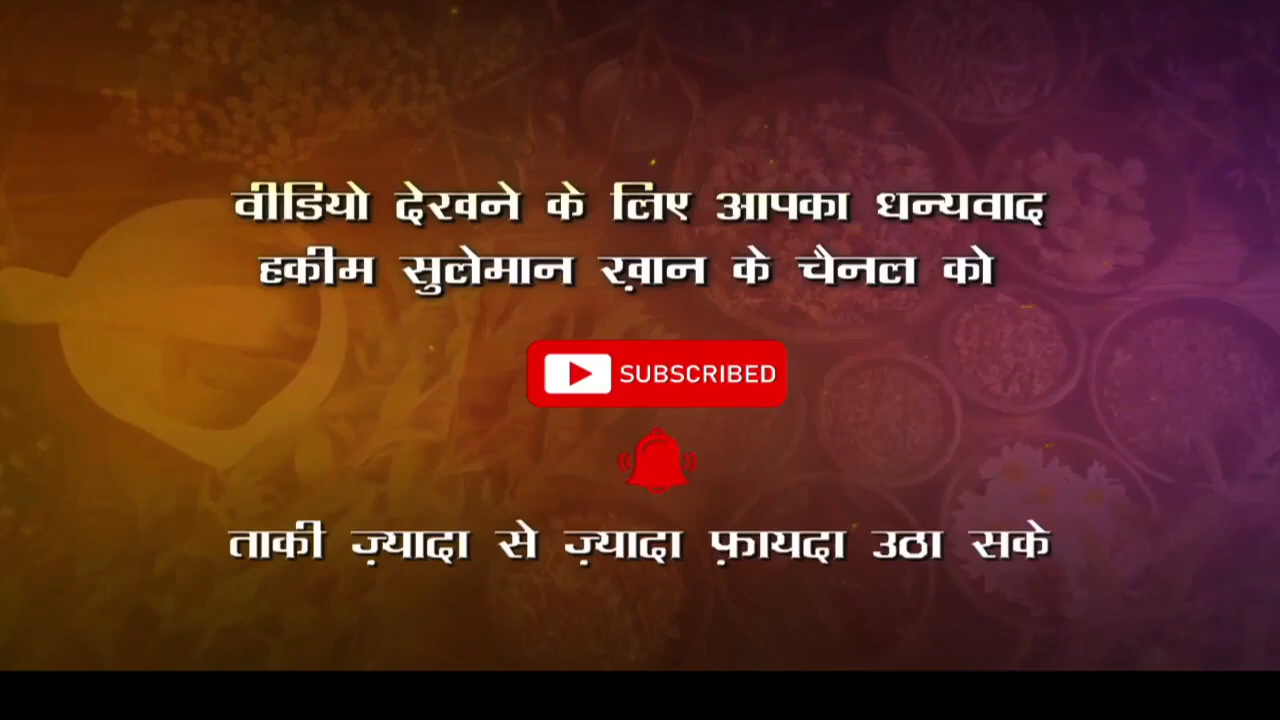 वीडियो देखने के लिए आपका धन्यवाद
हकीम सुलेमान ख़ान के चैनल को
SUBSCRIBED
ताकी ज़्यादा से ज़्यादा फ़ायदा उठा सके